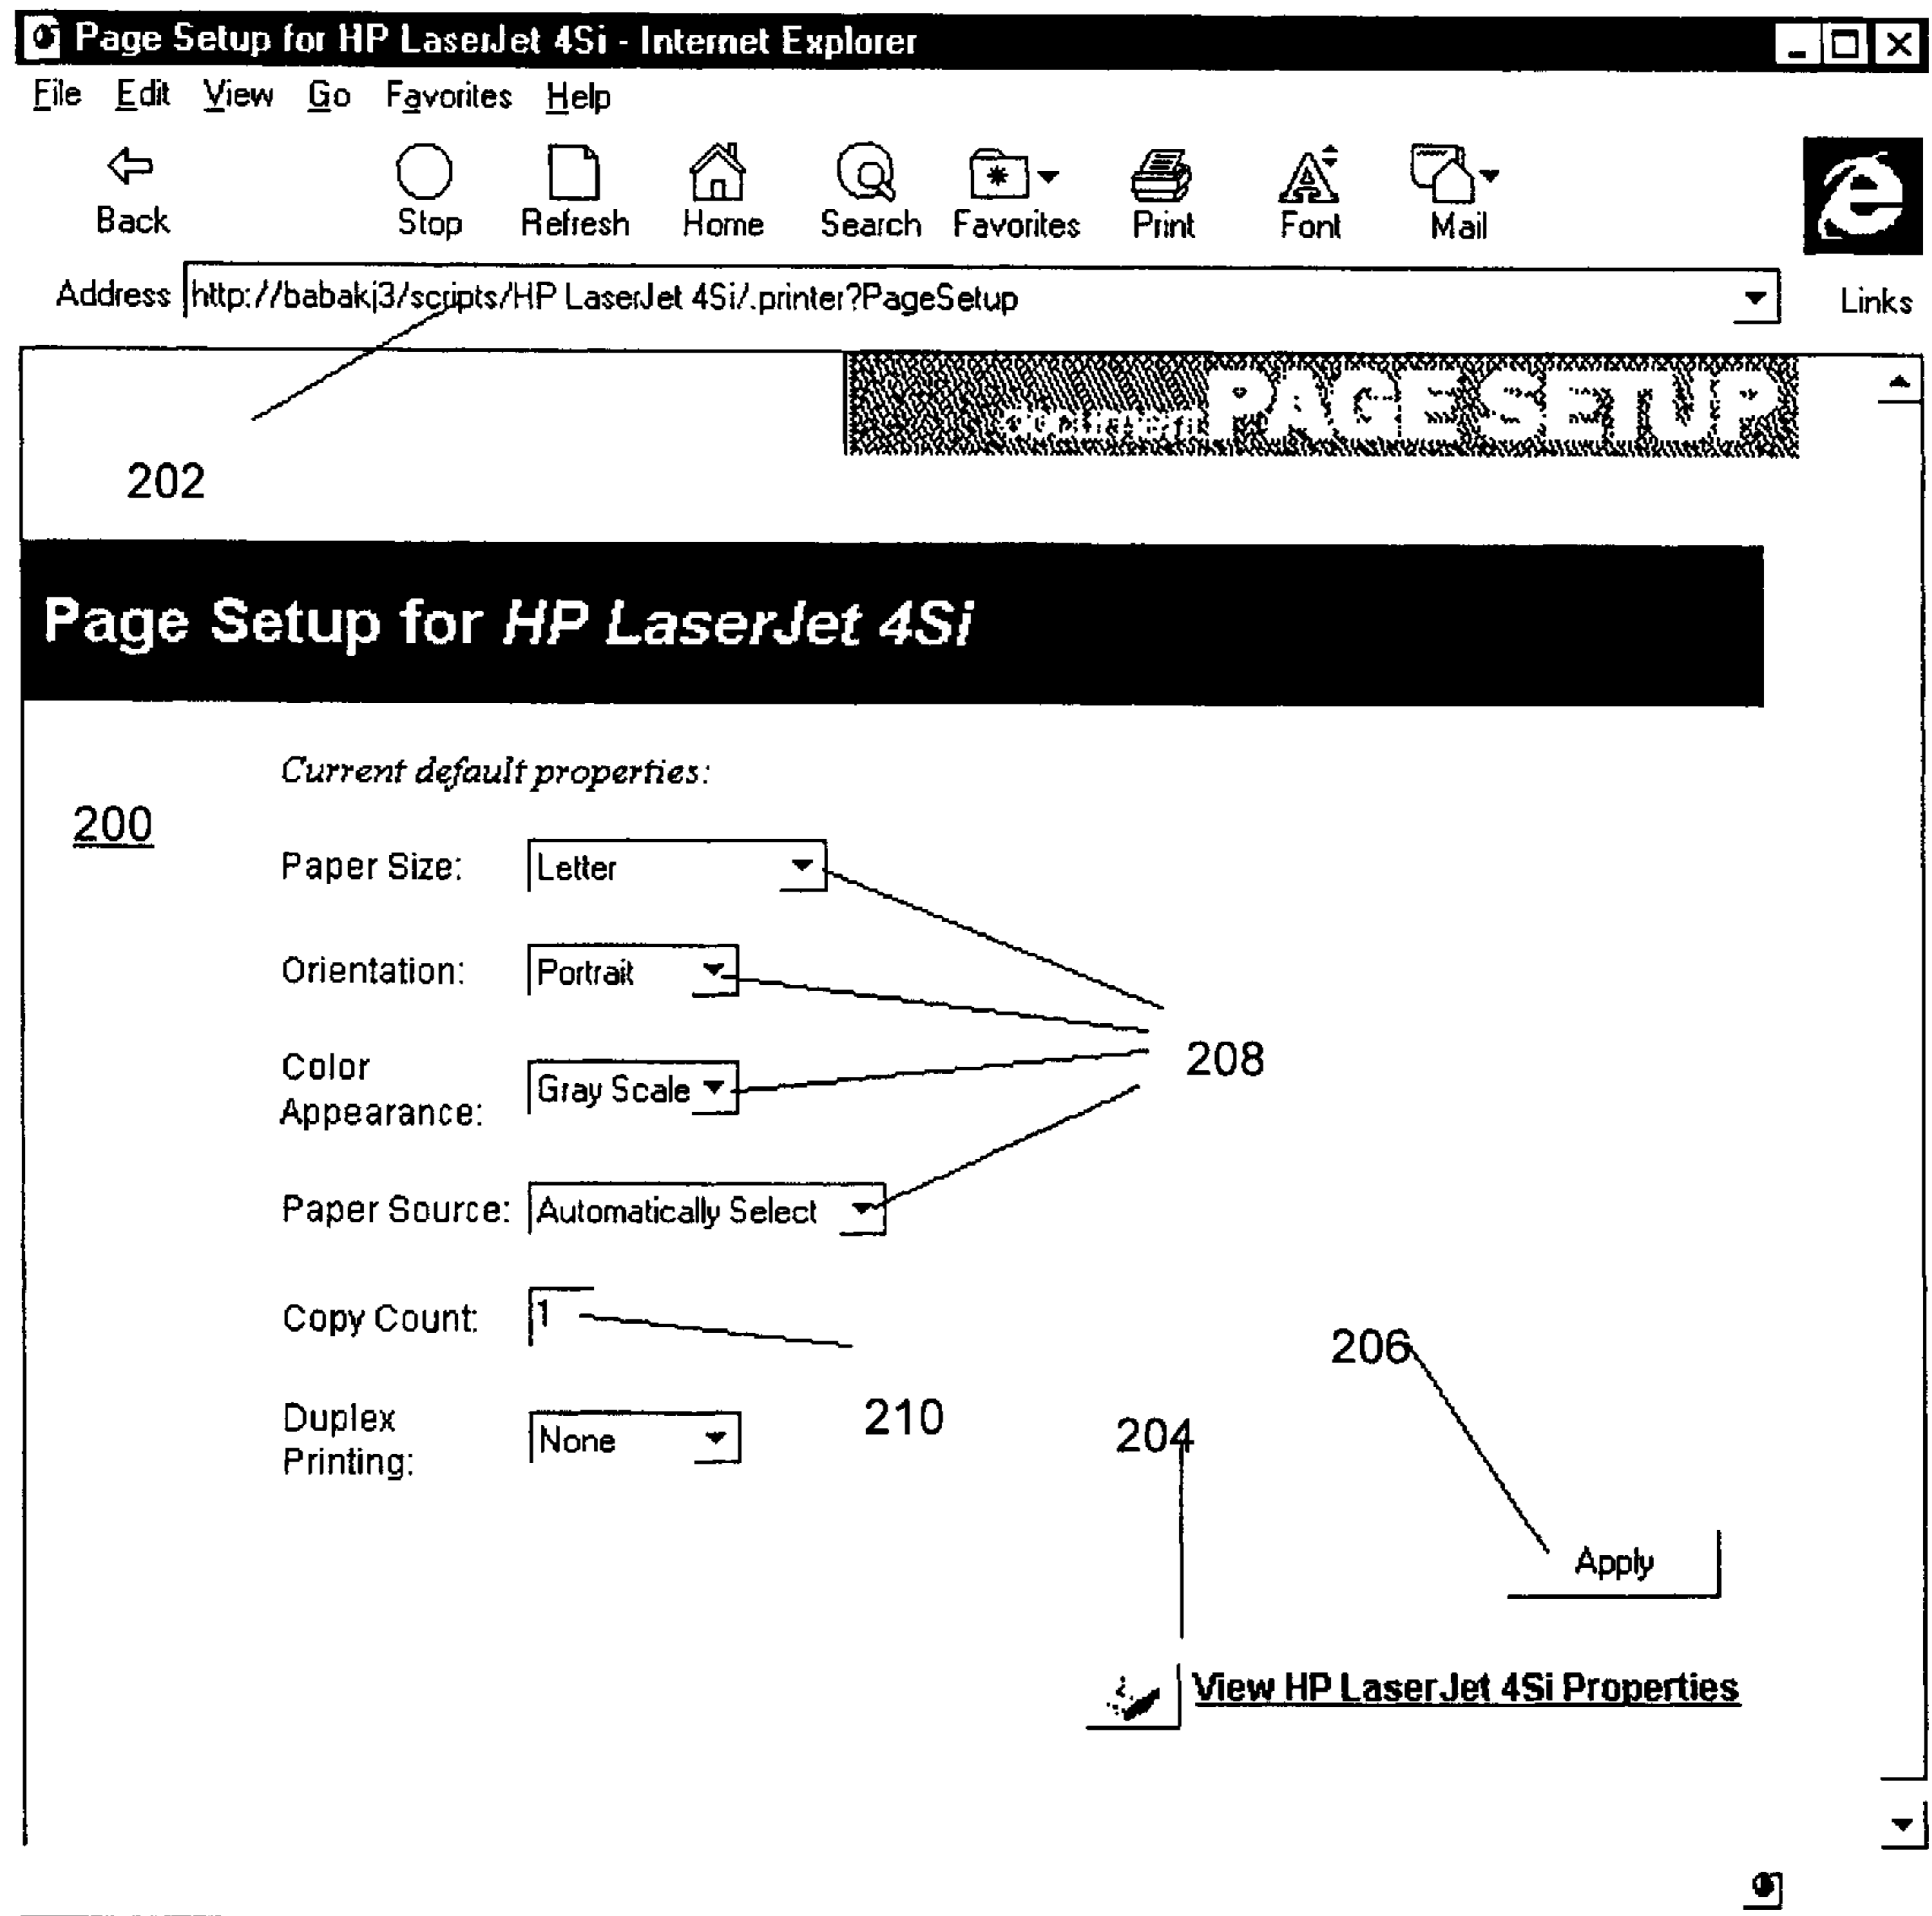 Page Setup for HP LaserJet 4Si - Internet Explorer
File Edit View Go Favorites Help
Back Stop Refresh Home Search Favorites Print Font Mail
Address http://babakj3/scripts/HP LaserJet 4Si/.printer?PageSetup Links
document PAGE SETUP
202
Page Setup for HP LaserJet 4Si
Current default properties:
200
Paper Size: Letter
Orientation: Portrait
208
Color
Appearance: Gray Scale
Paper Source: Automatically Select
Copy Count: 1
206
210
204
Duplex
Printing: None
Apply
View HP LaserJet 4Si Properties